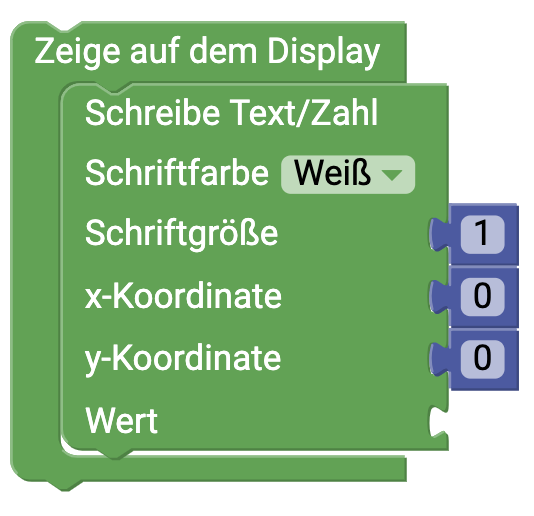 Zeige auf dem Display
Schreibe Text/Zahl
Schriftfarbe Weiß
Schriftgröße 1
x-Koordinate 0
y-Koordinate 0
Wert